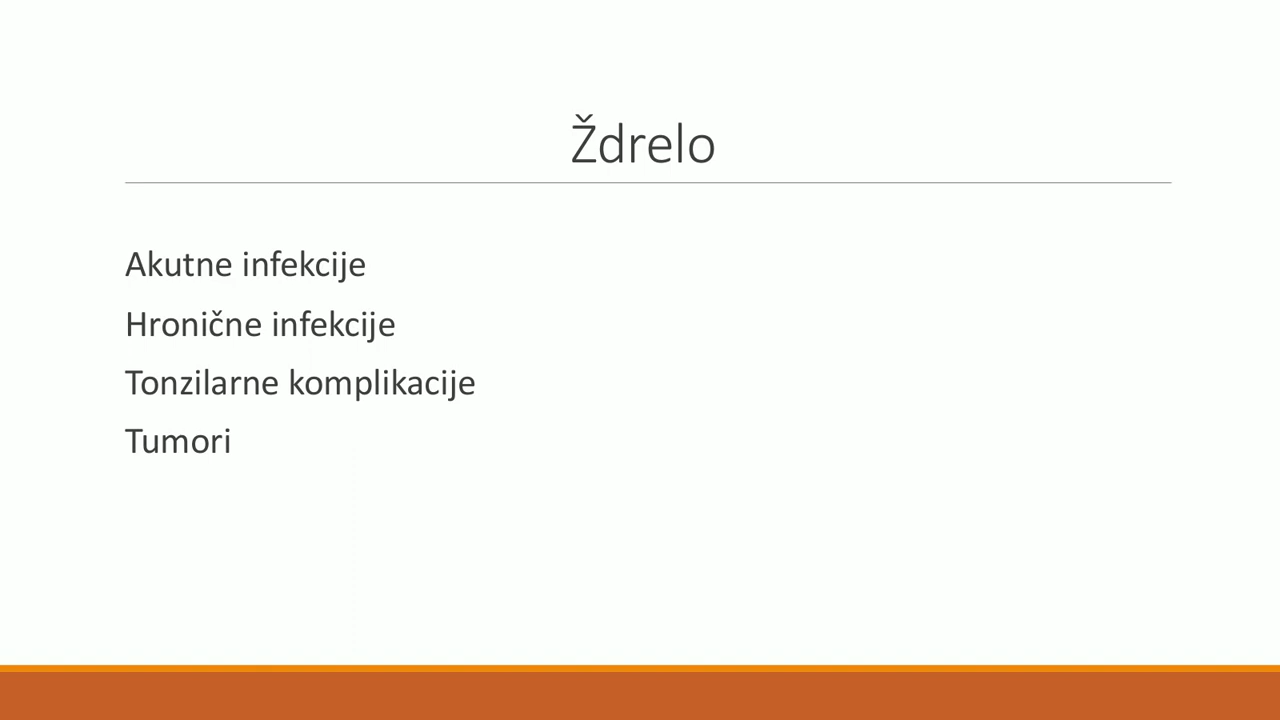 Ždrelo
Akutne infekcije
Hronične infekcije
Tonzilarne komplikacije
Tumori